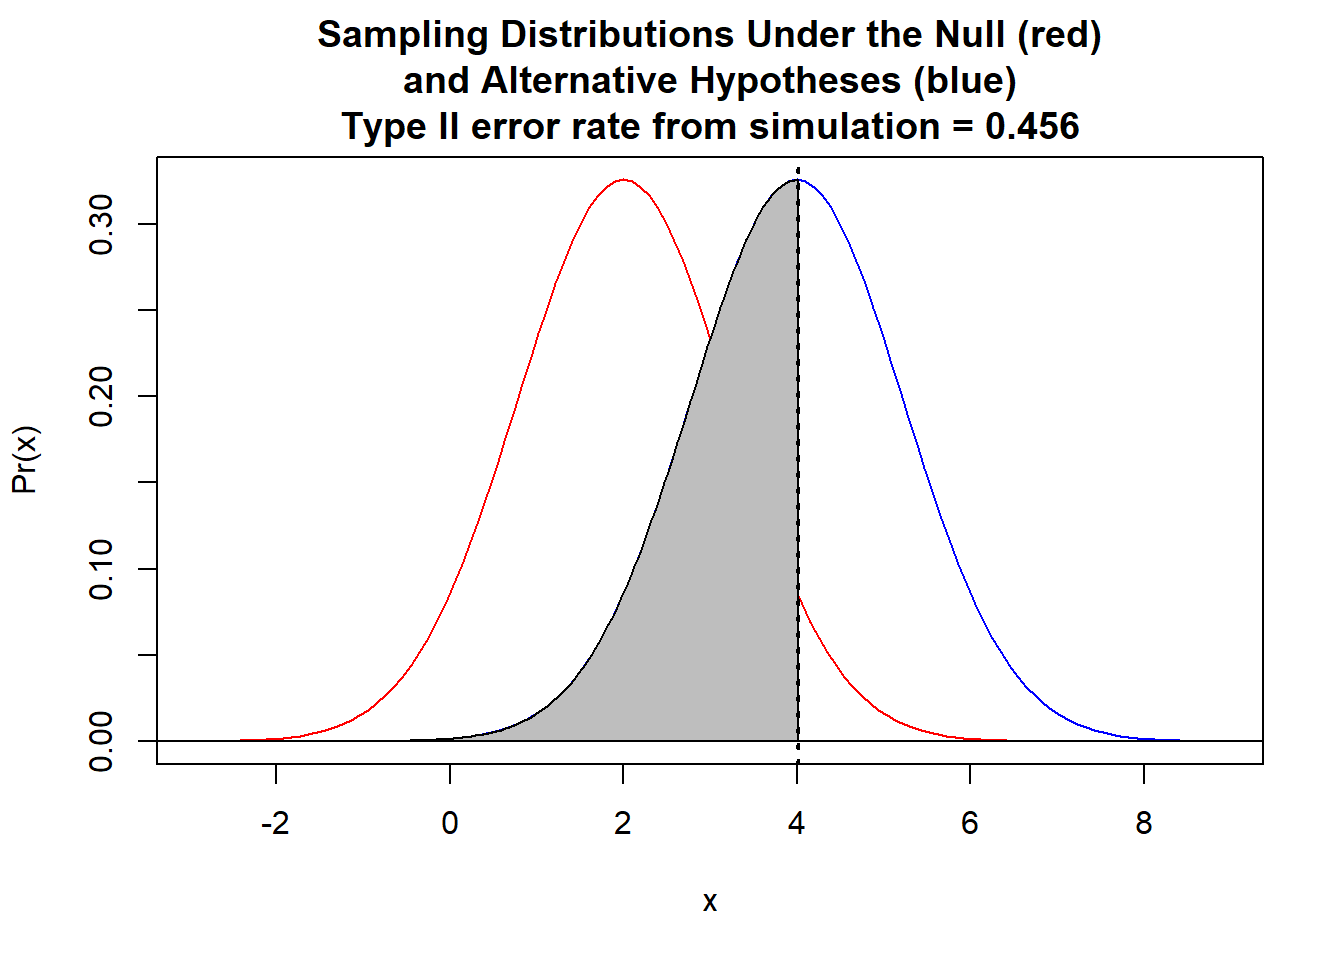 Sampling Distributions Under the Null (red)
and Alternative Hypotheses (blue)
Type II error rate from simulation = 0.456
Pr(x)
0.30
0.20
0.10
0.00
-2 0 2 4 6 8
x